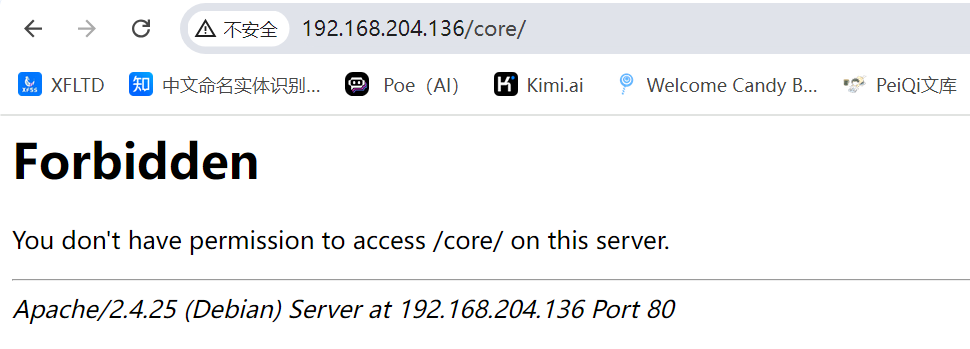 不安全 192.168.204.136/core/
XFLTD 知 中文命名实体识别... Poe（AI） Kimi.ai Welcome Candy B... PeiQi文库
Forbidden
You don't have permission to access /core/ on this server.
Apache/2.4.25 (Debian) Server at 192.168.204.136 Port 80